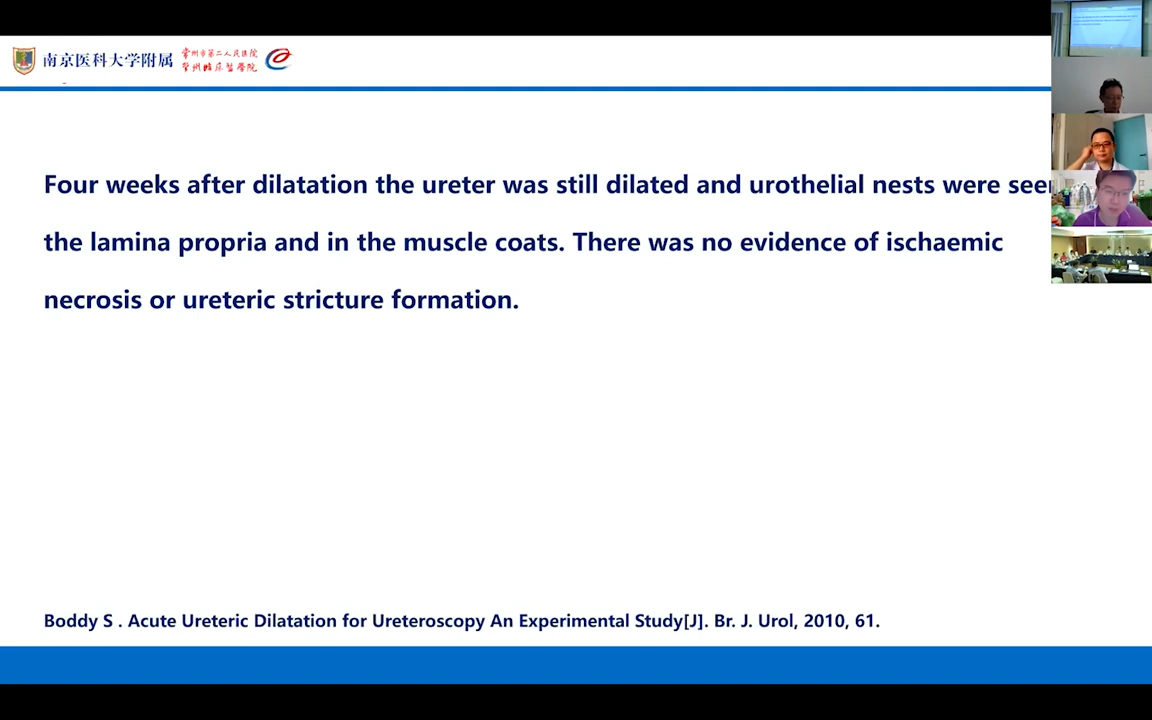 南京医科大学附属 常州市第二人民医院
常州临床医学院
Four weeks after dilatation the ureter was still dilated and urothelial nests were seen
the lamina propria and in the muscle coats. There was no evidence of ischaemic
necrosis or ureteric stricture formation.
Boddy S . Acute Ureteric Dilatation for Ureteroscopy An Experimental Study[J]. Br. J. Urol, 2010, 61.